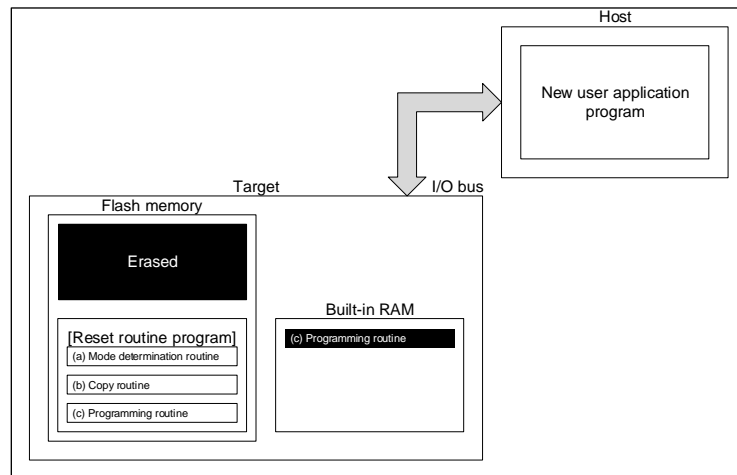 Host
New user application
program
Target
I/O bus
Flash memory
Erased
Built-in RAM
[Reset routine program]
(a) Mode determination routine
(b) Copy routine
(c) Programming routine
(c) Programming routine